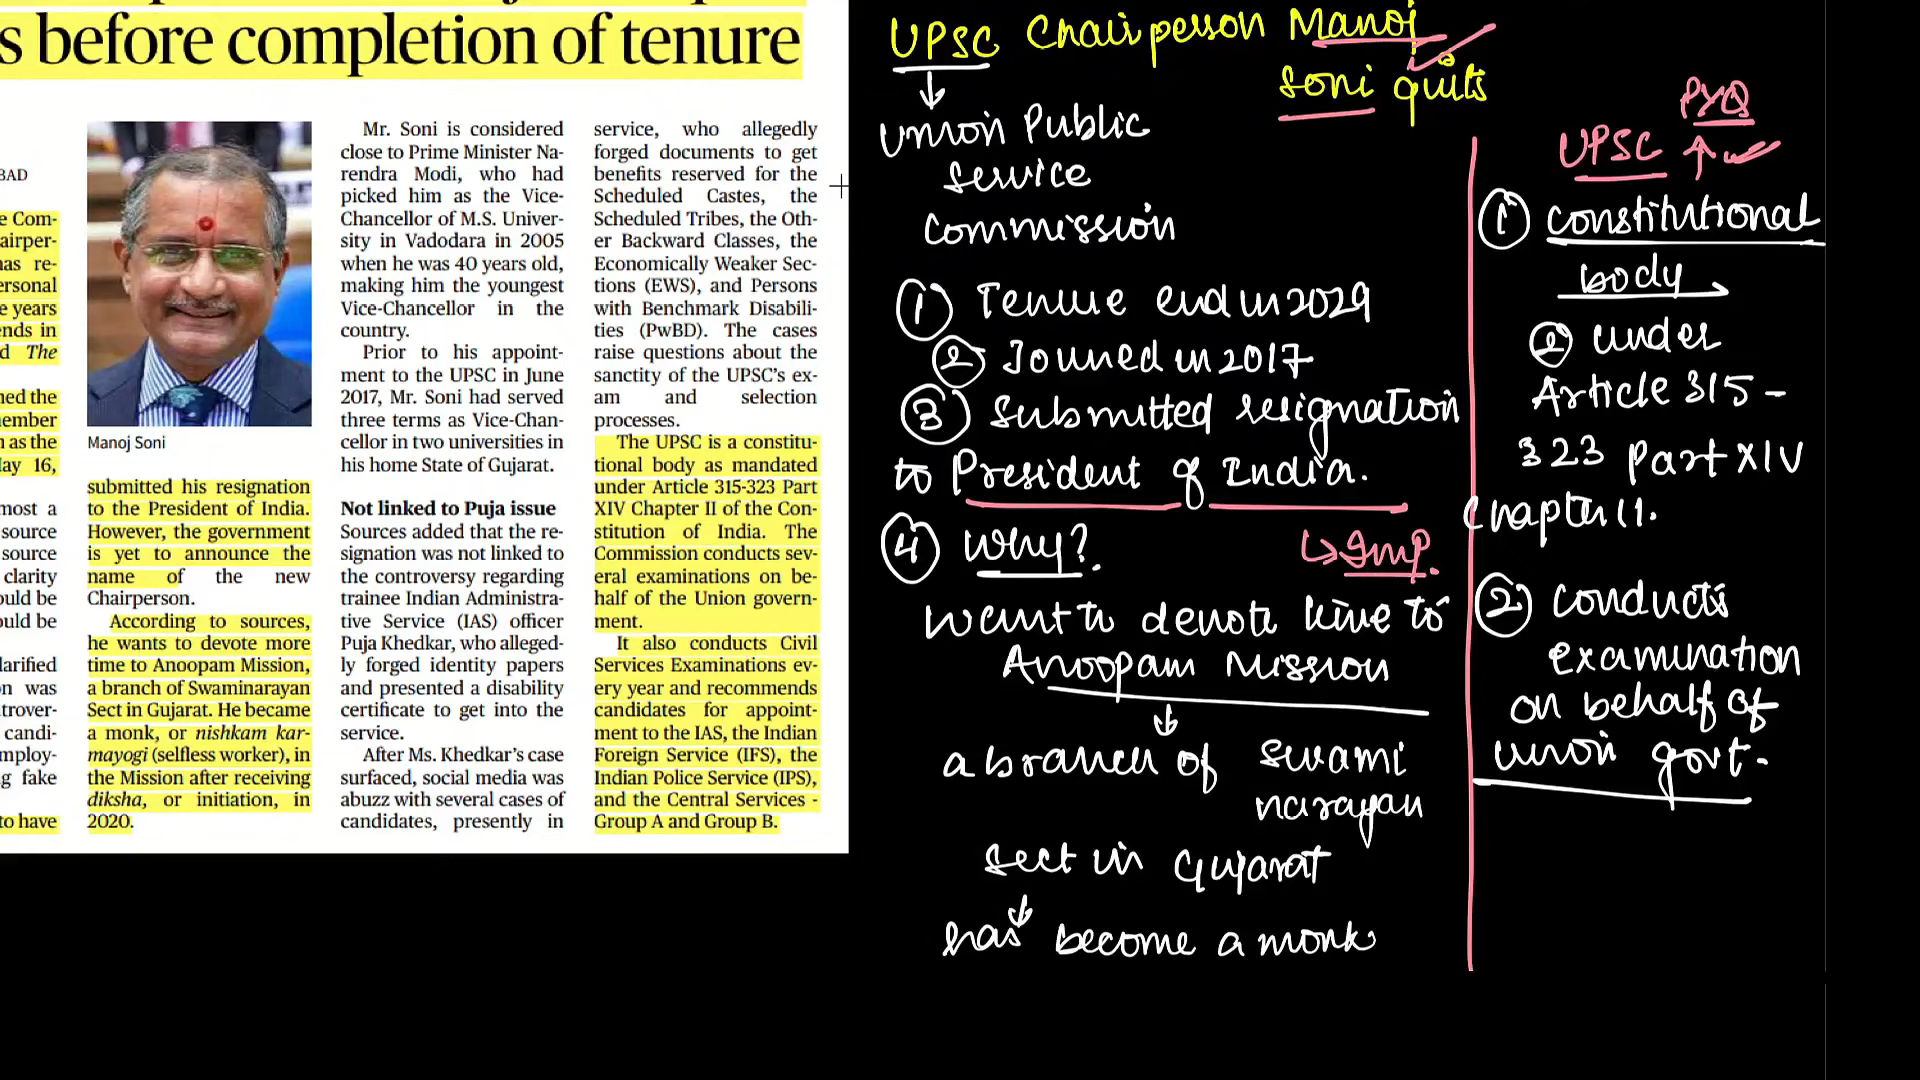 s before completion of tenure
BAD
e Com-
airper-
has re-
ersonal
e years
ends in
d The
ned the
ember
n as the
lay 16,
most a
source
source
clarity
ould be
ould be
larified
on was
trover-
candi-
mploy-
g fake
to have
Manoj Soni
submitted his resignation
to the President of India.
However, the government
is yet to announce the
name of the new
Chairperson.
According to sources,
he wants to devote more
time to Anoopam Mission,
a branch of Swaminarayan
Sect in Gujarat. He became
a monk, or nishkam kar-
mayogi (selfless worker), in
the Mission after receiving
diksha, or initiation, in
2020.
Mr. Soni is considered
close to Prime Minister Na-
rendra Modi, who had
picked him as the Vice-
Chancellor of M.S. Univer-
sity in Vadodara in 2005
when he was 40 years old,
making him the youngest
Vice-Chancellor in the
country.
Prior to his appoint-
ment to the UPSC in June
2017, Mr. Soni had served
three terms as Vice-Chan-
cellor in two universities in
his home State of Gujarat.
Not linked to Puja issue
Sources added that the re-
signation was not linked to
the controversy regarding
trainee Indian Administra-
tive Service (IAS) officer
Puja Khedkar, who alleged-
ly forged identity papers
and presented a disability
certificate to get into the
service.
After Ms. Khedkar's case
surfaced, social media was
abuzz with several cases of
candidates, presently in
service, who allegedly
forged documents to get
benefits reserved for the
Scheduled Castes, the
Scheduled Tribes, the Oth-
er Backward Classes, the
Economically Weaker Sec-
tions (EWS), and Persons
with Benchmark Disabili-
ties (PwBD). The cases
raise questions about the
sanctity of the UPSC's ex-
am and selection
processes.
The UPSC is a constitu-
tional body as mandated
under Article 315-323 Part
XIV Chapter II of the Con-
stitution of India. The
Commission conducts sev-
eral examinations on be-
half of the Union govern-
ment.
It also conducts Civil
Services Examinations ev-
ery year and recommends
candidates for appoint-
ment to the IAS, the Indian
Foreign Service (IFS), the
Indian Police Service (IPS),
and the Central Services -
Group A and Group B.
UPSC Chairperson Manoj
Soni quits
Union Public
Service
Commission
① Tenure end in 2029
② Joined in 2017
③ Submitted resignation
to President of India.
④ Why?
↳ Imp.
want to denote time to
Anoopam Mission
a branch of swami
narayan
sect in Gujarat
has become a monk
PYQ
UPSC
① constitutional
body
② under
Article 315 -
323 Part XIV
Chapter 11.
② conducts
examination
on behalf of
union govt.